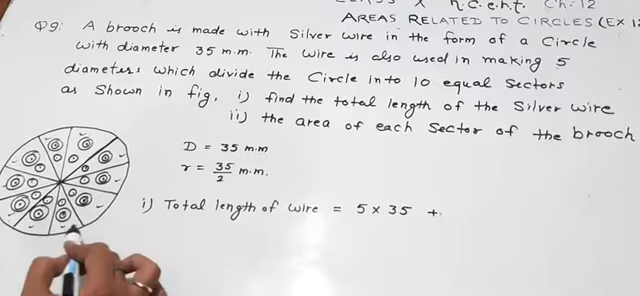 X N.C.e.r.t. Ch:12
AREAS RELATED TO CIRCLES (EX 12
Q9: A brooch is made with Silver wire in the form of a Circle
with diameter 35 m.m. The wire is also used in making 5
diameters which divide the Circle into 10 equal sectors
as Shown in fig. i) find the total length of the Silver wire
ii) the area of each Sector of the brooch
D = 35 m.m
r = 35/2 m.m.
i) Total length of wire = 5 x 35 +